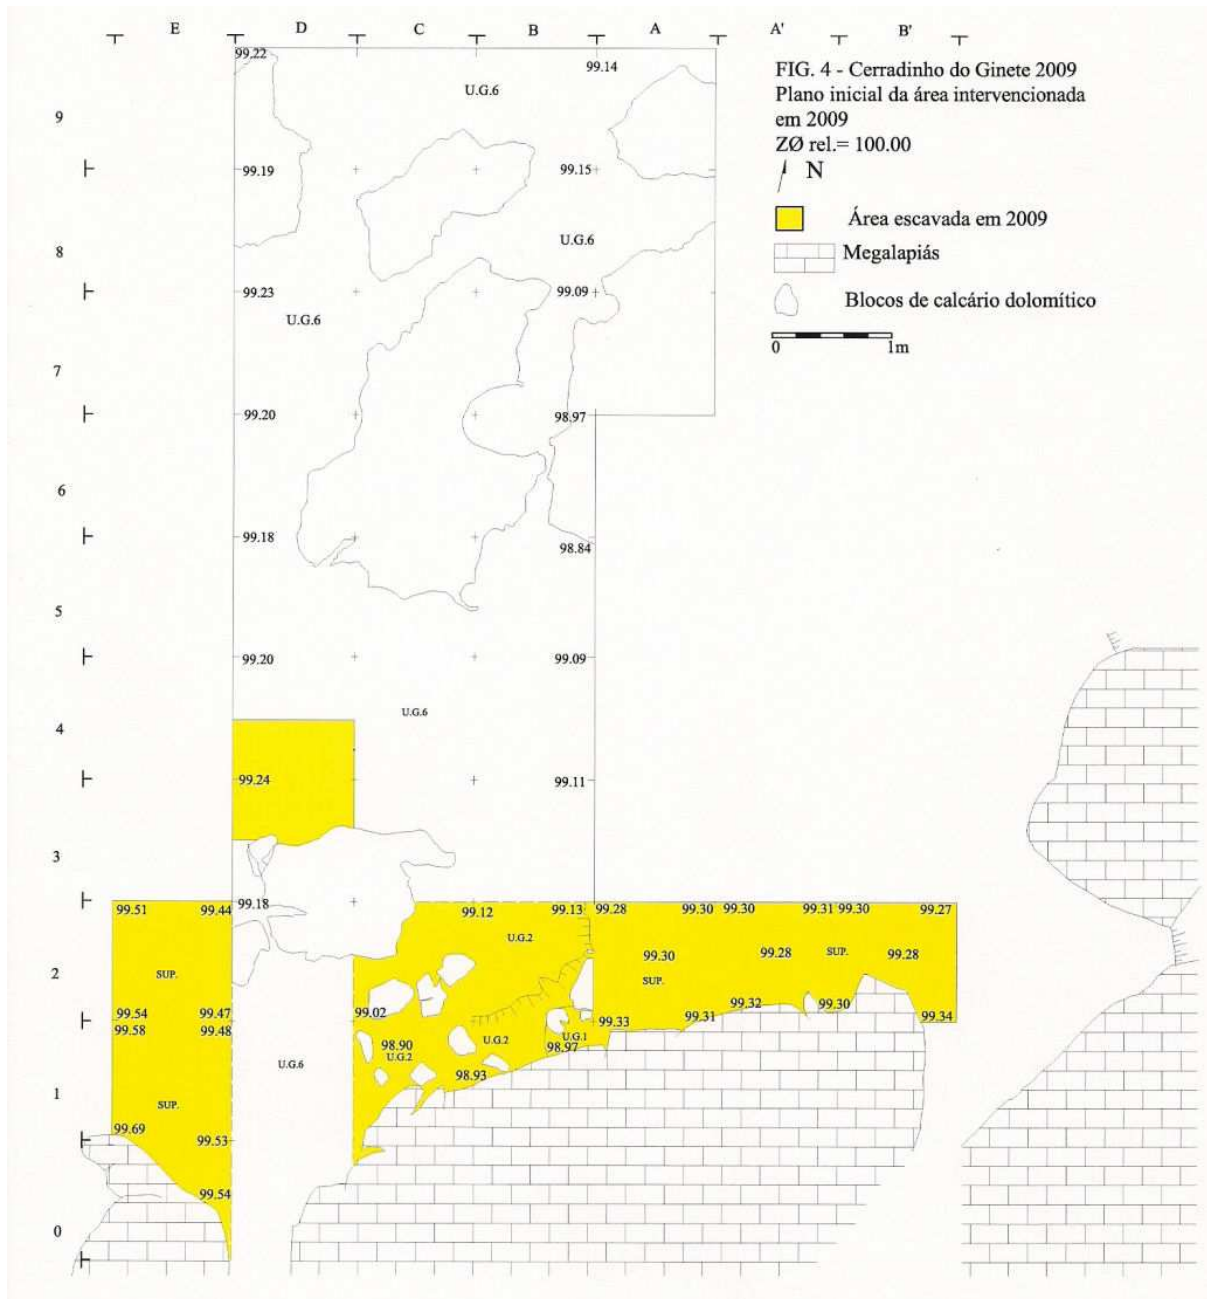 E D C B A A' B'
99.22 99.14
FIG. 4 - Cerradinho do Ginete 2009
Plano inicial da área intervencionada
em 2009
ZØ rel.= 100.00
N
U.G.6
9
99.19 99.15
Área escavada em 2009
U.G.6
8
Megalapiás
99.23 99.09
Blocos de calcário dolomítico
U.G.6
0 1m
7
99.20 98.97
6
99.18 98.84
5
99.20 99.09
U.G.6
4
99.24 99.11
3
99.51 99.44 99.18 99.12 99.13 99.28 99.30 99.30 99.31 99.30 99.27
U.G.2
99.30 99.28 SUP. 99.28
2 SUP. SUP.
99.54 99.47 99.02 99.33 99.31 99.32 99.30 99.34
99.58 99.48
98.90 U.G.2 U.G.1
U.G.2 98.97
U.G.6
98.93
1 SUP.
99.69 99.53
99.54
0